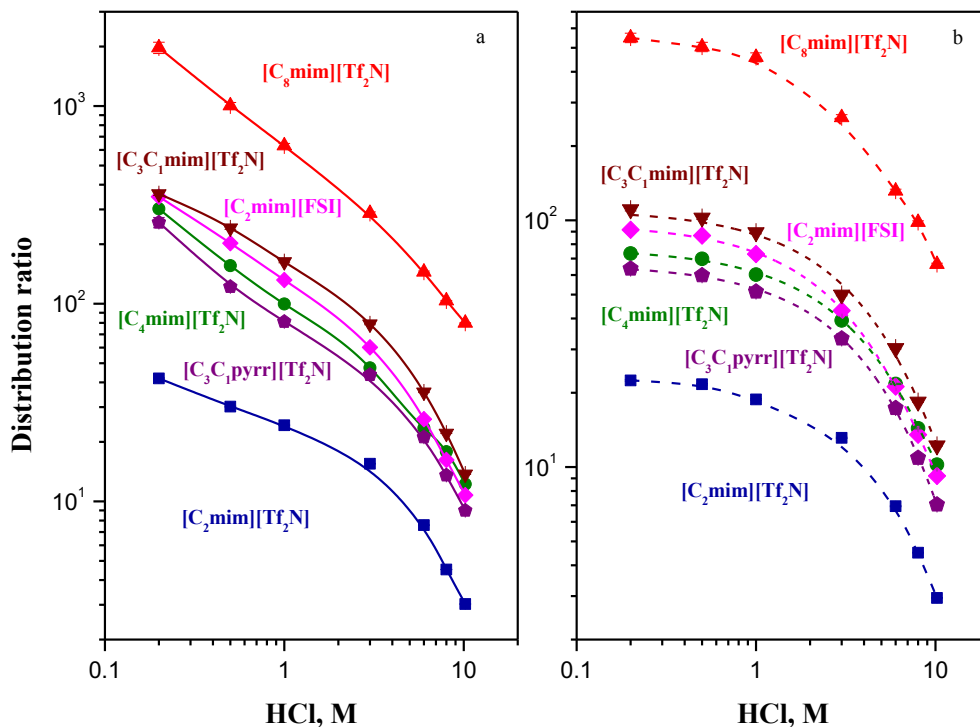 a
[C₈mim][Tf₂N]
10³
[C₃C₁mim][Tf₂N]
[C₂mim][FSI]
10²
[C₄mim][Tf₂N]
[C₃C₁pyrr][Tf₂N]
10¹
[C₂mim][Tf₂N]
0.1
1
10
HCl, M
Distribution ratio
b
[C₈mim][Tf₂N]
[C₃C₁mim][Tf₂N]
10²
[C₂mim][FSI]
[C₄mim][Tf₂N]
[C₃C₁pyrr][Tf₂N]
10¹
[C₂mim][Tf₂N]
0.1
1
10
HCl, M